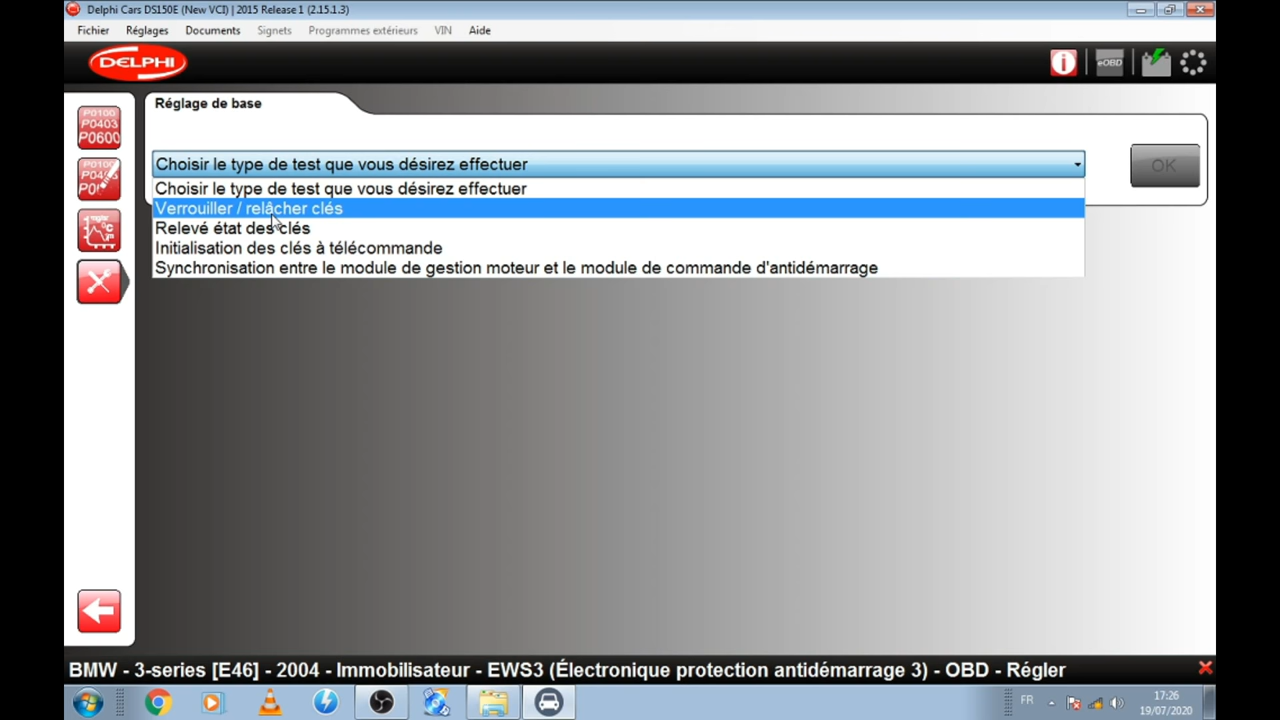 Delphi Cars DS150E (New VCI) | 2015 Release 1 (2.15.1.3)
Fichier Réglages Documents Signets Programmes extérieurs VIN Aide
DELPHI
i eOBD
P0100
P0403
P0600
Réglage de base
Choisir le type de test que vous désirez effectuer
OK
Choisir le type de test que vous désirez effectuer
Verrouiller / relâcher clés
Relevé état des clés
Initialisation des clés à télécommande
Synchronisation entre le module de gestion moteur et le module de commande d'antidémarrage
P0100
BMW - 3-series [E46] - 2004 - Immobilisateur - EWS3 (Électronique protection antidémarrage 3) - OBD - Régler
FR
17:26
19/07/2020